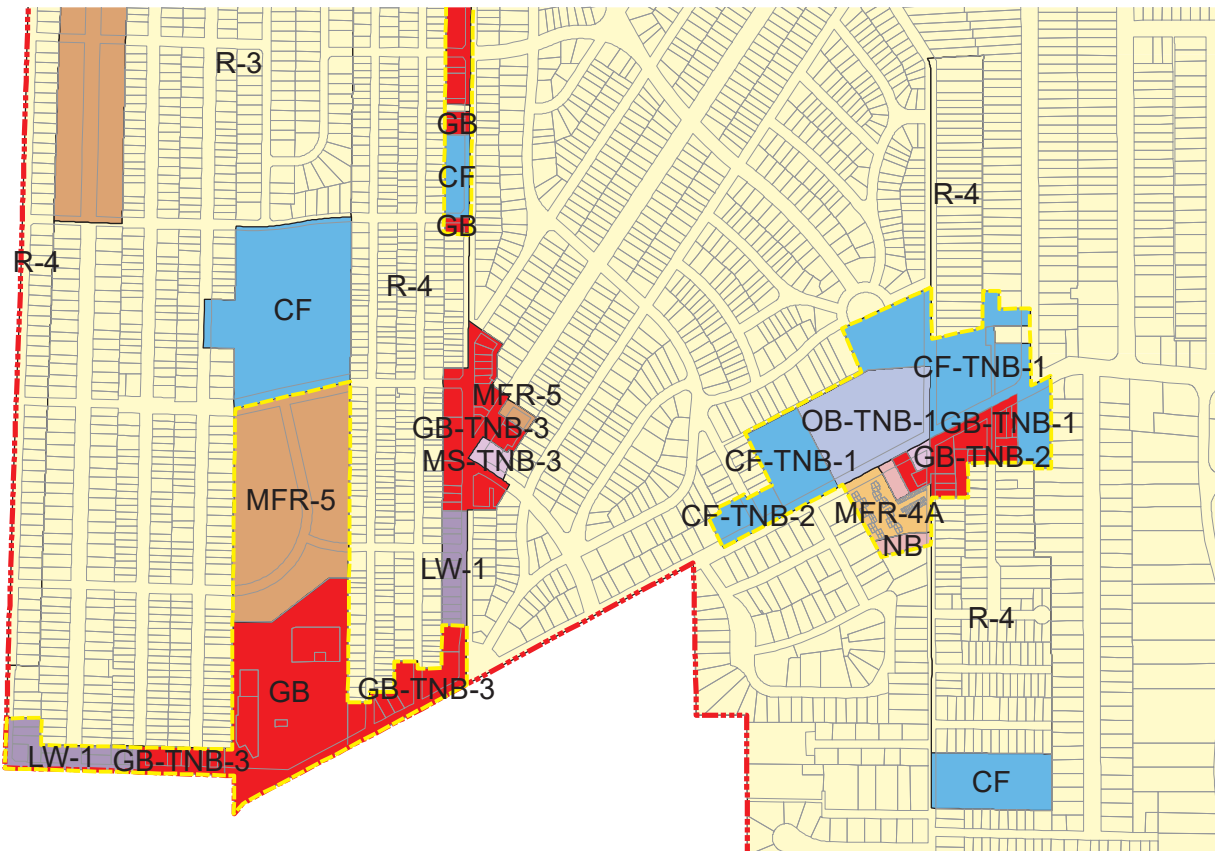 R-3
GB
CF
R-4
GB
R-4
R-4
CF
CF-TNB-1
MFR-5
OB-TNB-1
GB-TNB-1
GB-TNB-3
MS-TNB-3
CF-TNB-1
GB-TNB-2
MFR-5
CF-TNB-2
MFR-4A
NB
LW-1
R-4
GB
GB-TNB-3
LW-1
GB-TNB-3
CF